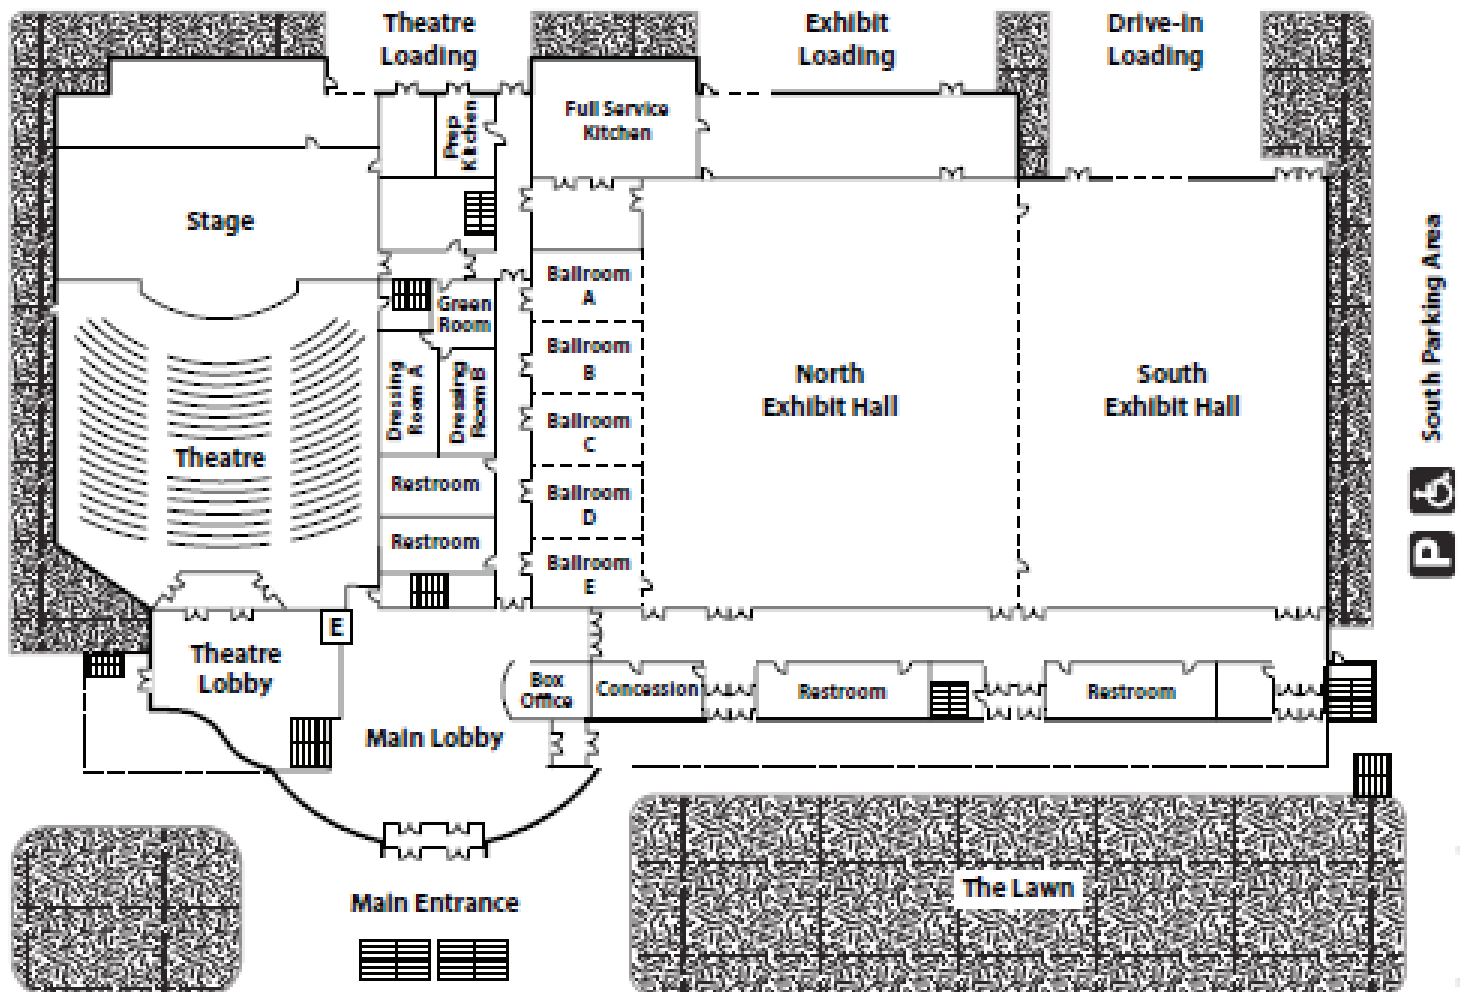 Theatre
Loading
Exhibit
Loading
Drive-in
Loading
Full Service
Kitchen
Prep
Kitchen
Stage
Green
Room
Dressing
Room A
Dressing
Room B
Ballroom
A
Ballroom
B
Ballroom
C
Ballroom
D
Ballroom
E
North
Exhibit Hall
South
Exhibit Hall
South Parking Area
P
Theatre
Restroom
Restroom
E
Theatre
Lobby
Box
Office
Concession
Restroom
Restroom
Main Lobby
Main Entrance
The Lawn